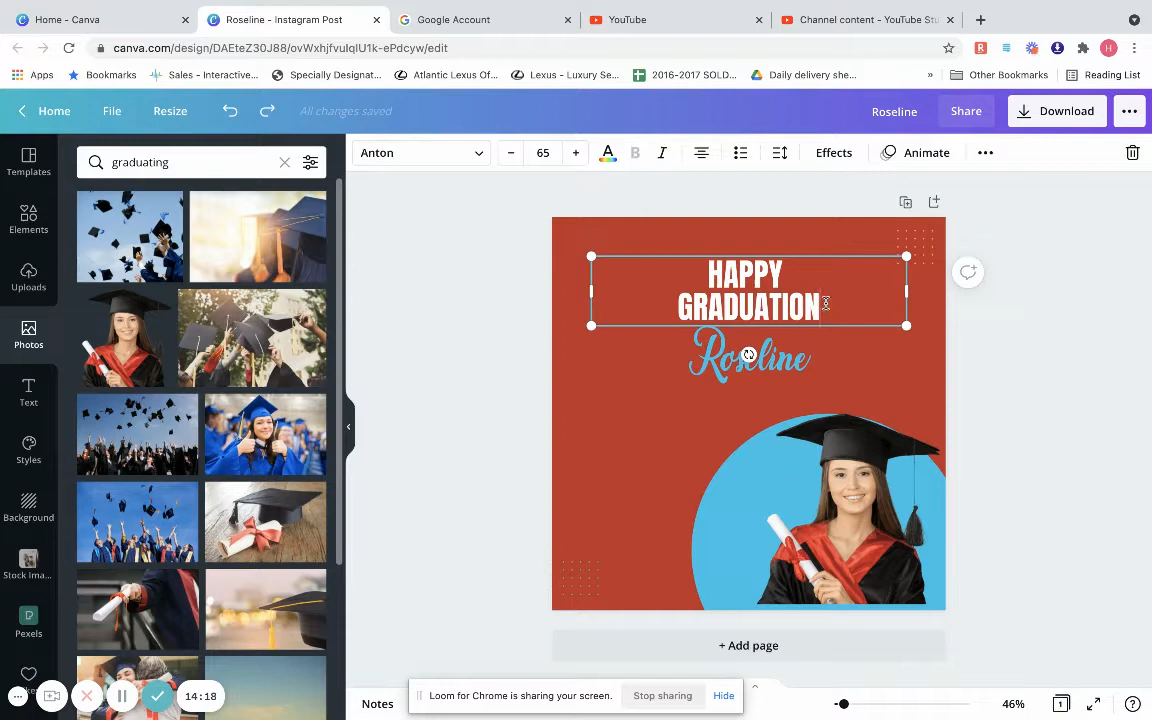 Home - Canva
Roseline - Instagram Post
Google Account
YouTube
Channel content - YouTube Stu
canva.com/design/DAEteZ30J88/ovWxhjfvuIqIU1k-ePdcyw/edit
Apps
Bookmarks
Sales - Interactive...
Specially Designat...
Atlantic Lexus Of...
Lexus - Luxury Se...
2016-2017 SOLD...
Daily delivery she...
»
Other Bookmarks
Reading List
Home
File
Resize
All changes saved
Roseline
Share
Download
Templates
Elements
Uploads
Photos
Text
Styles
Background
Stock Ima...
Pexels
graduating
Anton
65
A
B
I
Effects
Animate
HAPPY
GRADUATION
Roseline
+ Add page
14:18
Loom for Chrome is sharing your screen.
Stop sharing
Hide
Notes
46%
1